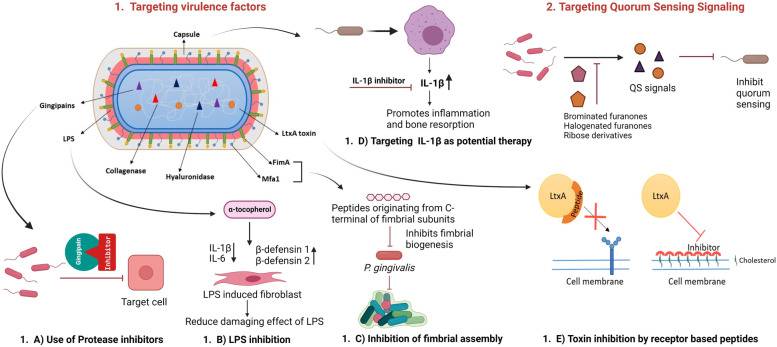 1. Targeting virulence factors
Capsule
Gingipains
LPS
Collagenase
Hyaluronidase
LtxA toxin
FimA
Mfa1
IL-1β inhibitor
IL-1β
Promotes inflammation
and bone resorption
1. D) Targeting IL-1β as potential therapy
2. Targeting Quorum Sensing Signaling
QS signals
Inhibit
quorum
sensing
Brominated furanones
Halogenated furanones
Ribose derivatives
Gingipain
Inhibitor
Target cell
1. A) Use of Protease inhibitors
α-tocopherol
IL-1β
IL-6
β-defensin 1
β-defensin 2
LPS induced fibroblast
Reduce damaging effect of LPS
1. B) LPS inhibition
Peptides originating from C-
terminal of fimbrial subunits
Inhibits fimbrial
biogenesis
P. gingivalis
1. C) Inhibition of fimbrial assembly
LtxA
Peptide
Cell membrane
LtxA
Inhibitor
Cholesterol
Cell membrane
1. E) Toxin inhibition by receptor based peptides